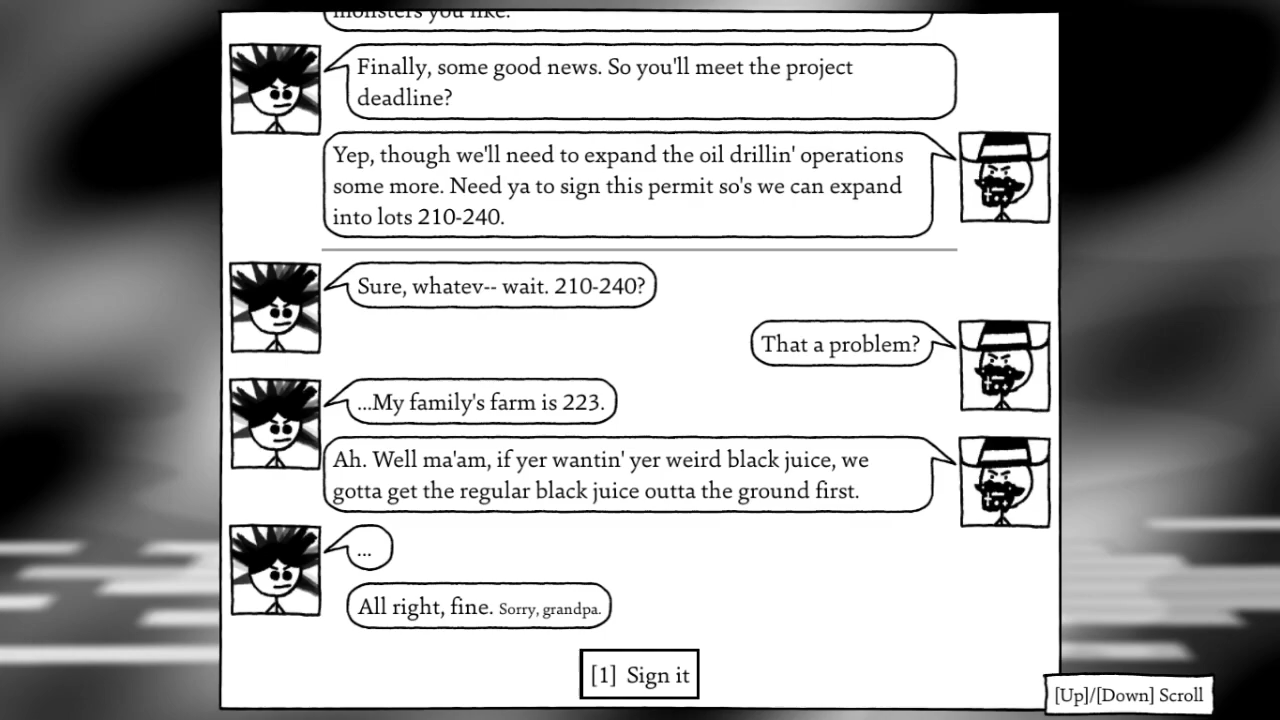 monsters you like.
Finally, some good news. So you'll meet the project
deadline?
Yep, though we'll need to expand the oil drillin' operations
some more. Need ya to sign this permit so's we can expand
into lots 210-240.
Sure, whatev-- wait. 210-240?
That a problem?
...My family's farm is 223.
Ah. Well ma'am, if yer wantin' yer weird black juice, we
gotta get the regular black juice outta the ground first.
...
All right, fine. Sorry, grandpa.
[1] Sign it
[Up]/[Down] Scroll